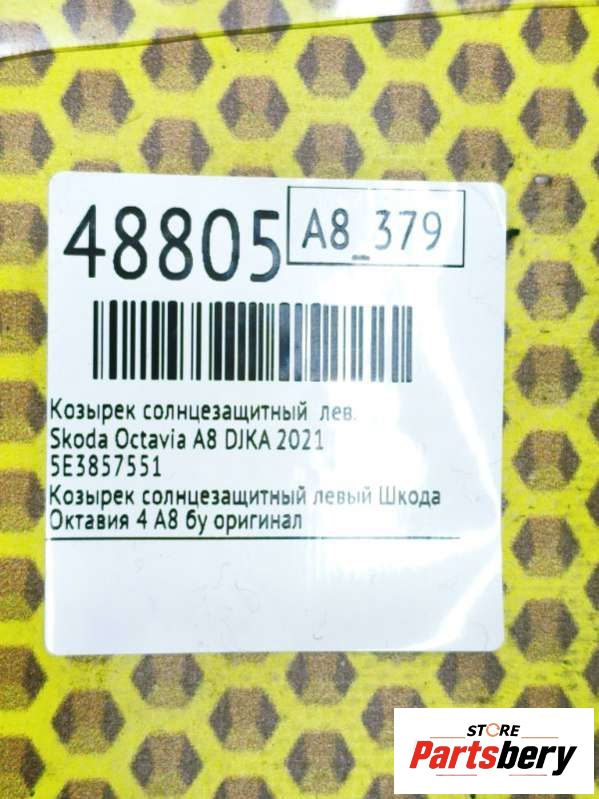 48805
A8_379
Козырек солнцезащитный лев.
Skoda Octavia A8 DJKA 2021
5E3857551
Козырек солнцезащитный левый Шкода
Октавия 4 А8 бу оригинал
STORE
Partsbery